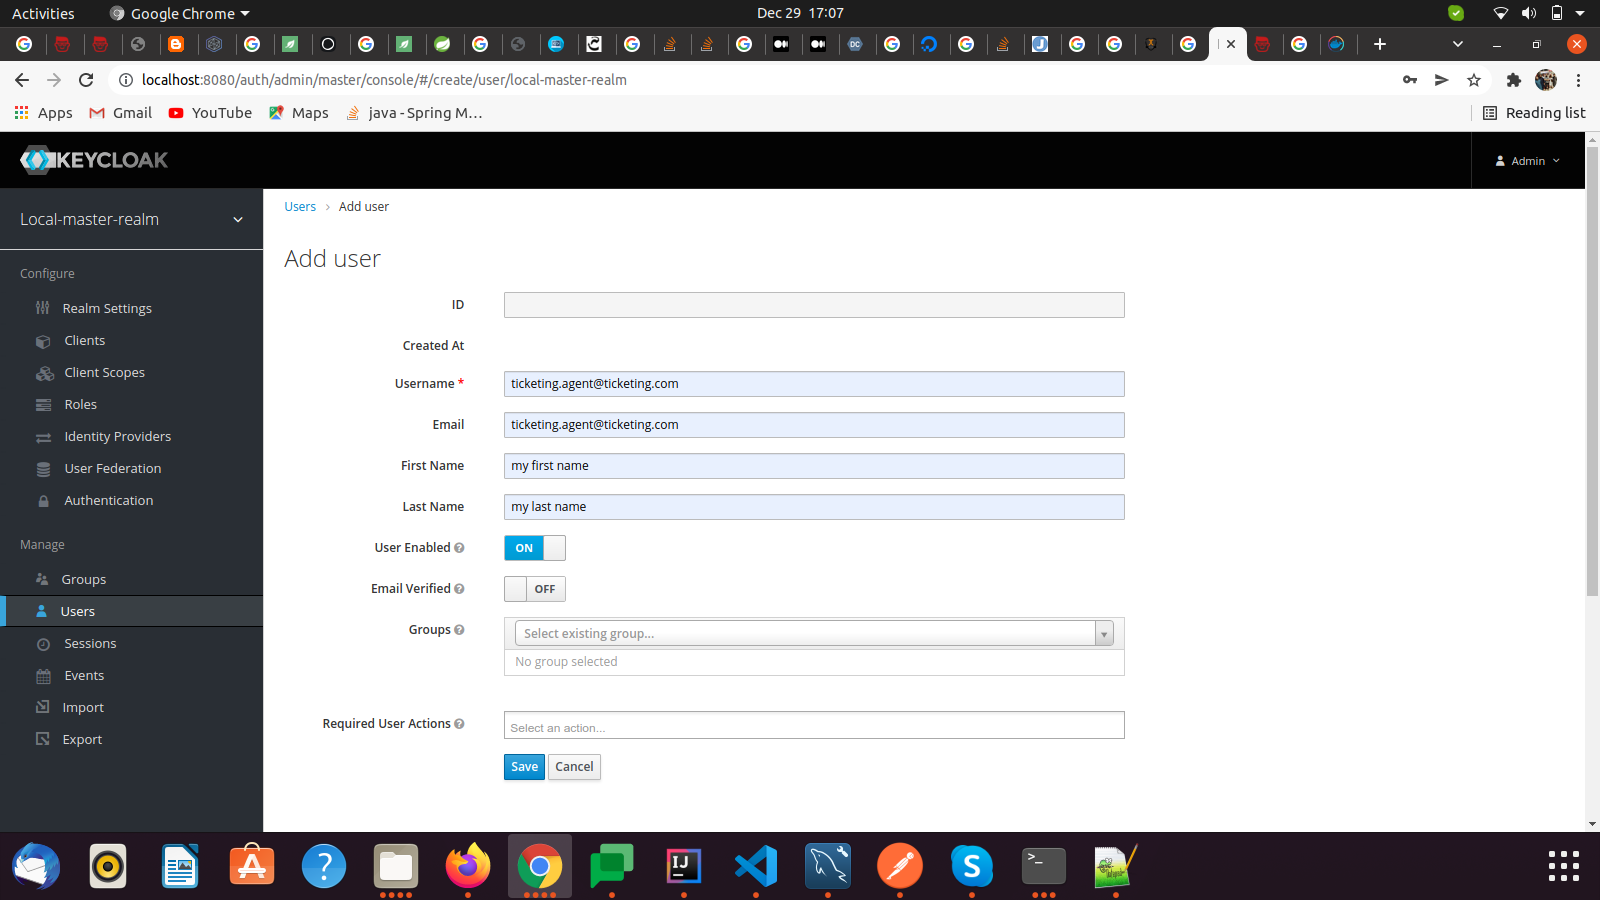 Activities
Google Chrome
Dec 29 17:07
localhost:8080/auth/admin/master/console/#/create/user/local-master-realm
Apps
Gmail
YouTube
Maps
java - Spring M...
Reading list
KEYCLOAK
Admin
Local-master-realm
Configure
Realm Settings
Clients
Client Scopes
Roles
Identity Providers
User Federation
Authentication
Manage
Groups
Users
Sessions
Events
Import
Export
Users > Add user
Add user
ID
Created At
Username * ticketing.agent@ticketing.com
Email ticketing.agent@ticketing.com
First Name my first name
Last Name my last name
User Enabled ON
Email Verified OFF
Groups Select existing group...
No group selected
Required User Actions Select an action...
Save Cancel